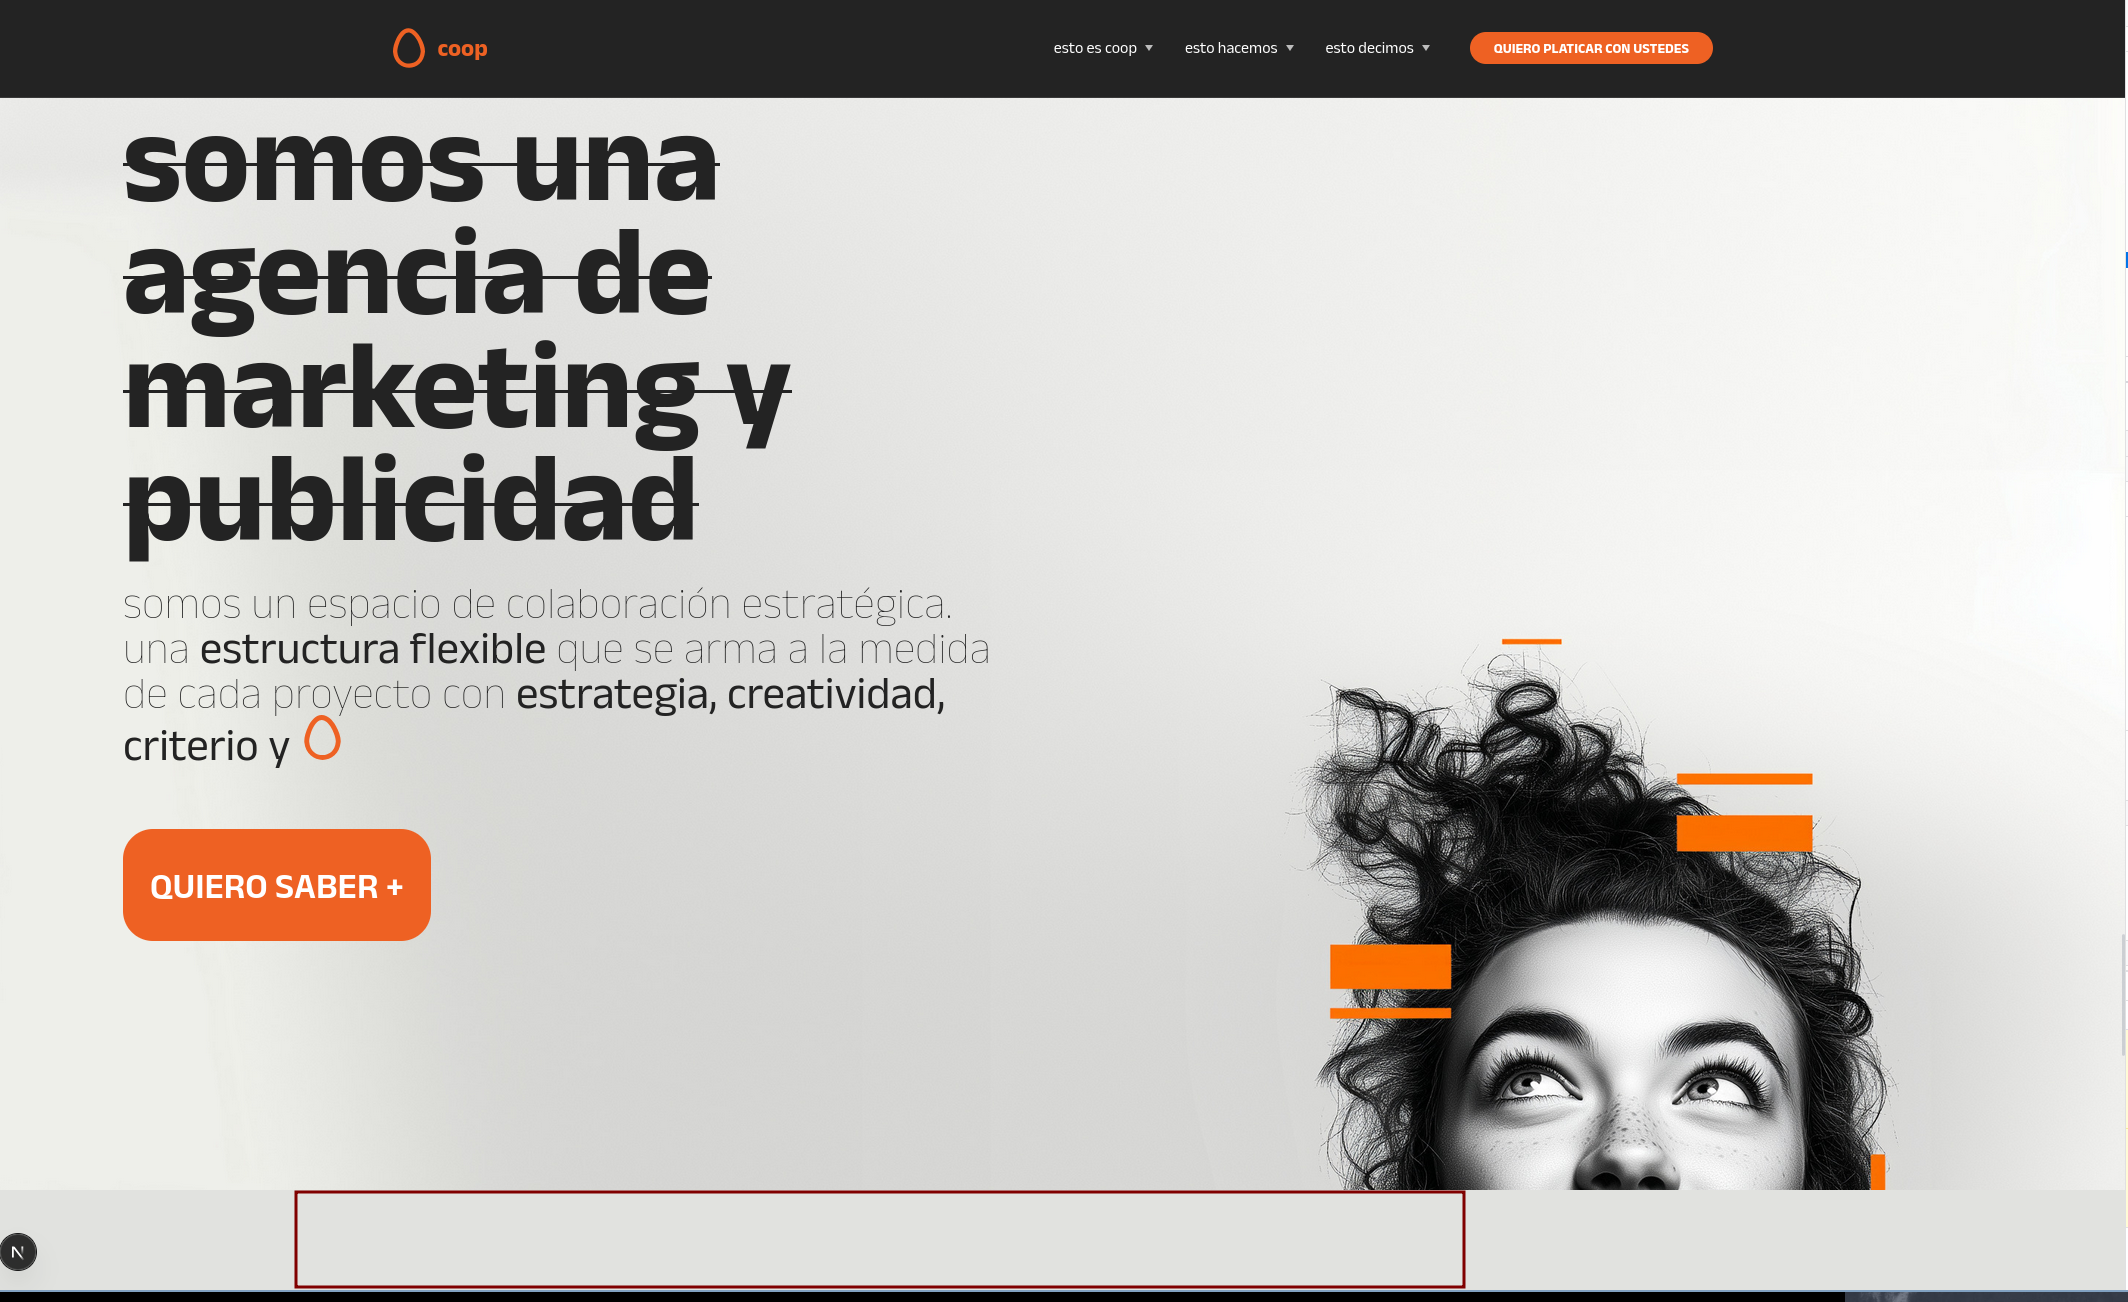 coop
esto es coop
esto hacemos
esto decimos
QUIERO PLATICAR CON USTEDES
somos una
agencia de
marketing y
publicidad
somos un espacio de colaboración estratégica.
una estructura flexible que se arma a la medida
de cada proyecto con estrategia, creatividad,
criterio y
QUIERO SABER +
N